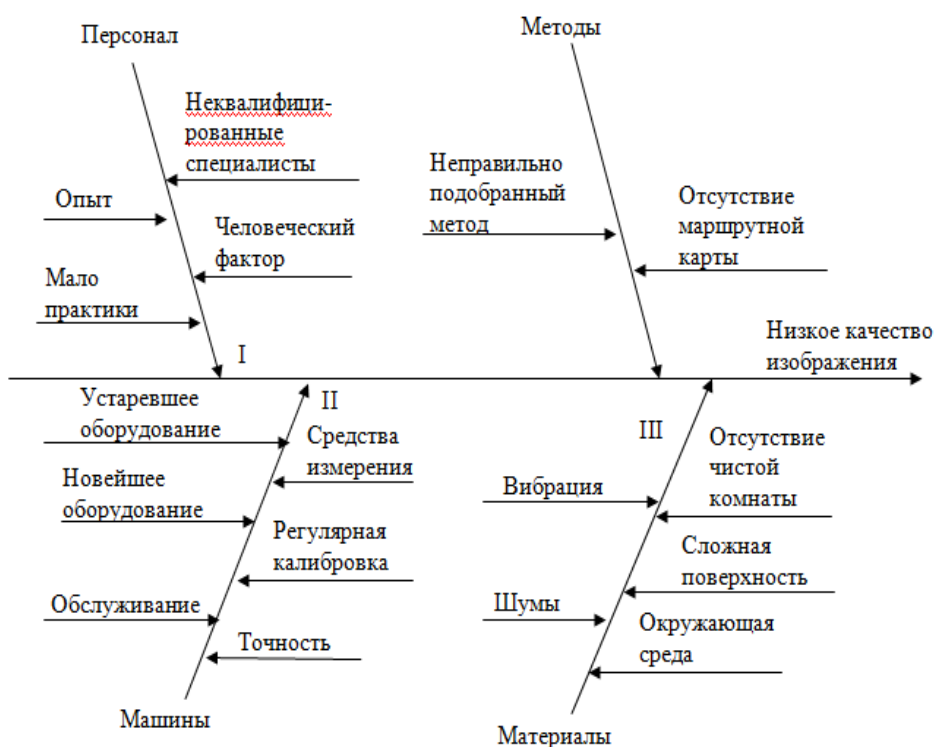 Персонал
Неквалифици-
рованные
специалисты
Опыт
Человеческий
фактор
Мало
практики
I
Методы
Неправильно
подобранный
метод
Отсутствие
маршрутной
карты
Низкое качество
изображения
II
Устаревшее
оборудование
Средства
измерения
Новейшее
оборудование
Регулярная
калибровка
Обслуживание
Точность
Машины
III
Отсутствие
чистой
комнаты
Вибрация
Сложная
поверхность
Шумы
Окружающая
среда
Материалы